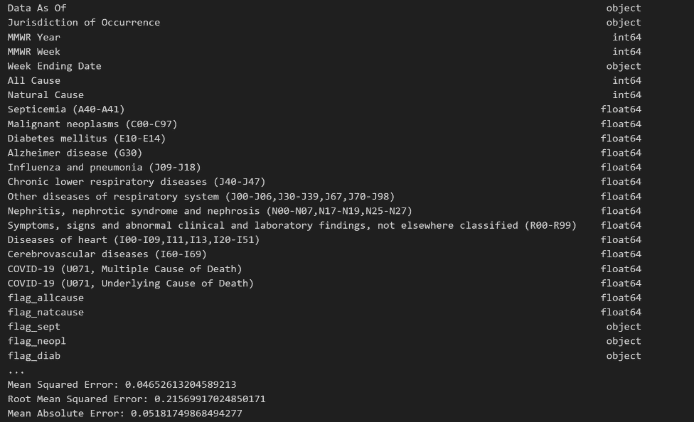 Data As Of object
Jurisdiction of Occurrence object
MMWR Year int64
MMWR Week int64
Week Ending Date object
All Cause int64
Natural Cause int64
Septicemia (A40-A41) float64
Malignant neoplasms (C00-C97) float64
Diabetes mellitus (E10-E14) float64
Alzheimer disease (G30) float64
Influenza and pneumonia (J09-J18) float64
Chronic lower respiratory diseases (J40-J47) float64
Other diseases of respiratory system (J00-J06,J30-J39,J67,J70-J98) float64
Nephritis, nephrotic syndrome and nephrosis (N00-N07,N17-N19,N25-N27) float64
Symptoms, signs and abnormal clinical and laboratory findings, not elsewhere classified (R00-R99) float64
Diseases of heart (I00-I09,I11,I13,I20-I51) float64
Cerebrovascular diseases (I60-I69) float64
COVID-19 (U071, Multiple Cause of Death) float64
COVID-19 (U071, Underlying Cause of Death) float64
flag_allcause float64
flag_natcause float64
flag_sept object
flag_neopl object
flag_diab object
...
Mean Squared Error: 0.04652613204589213
Root Mean Squared Error: 0.21569917024850171
Mean Absolute Error: 0.05181749868494277